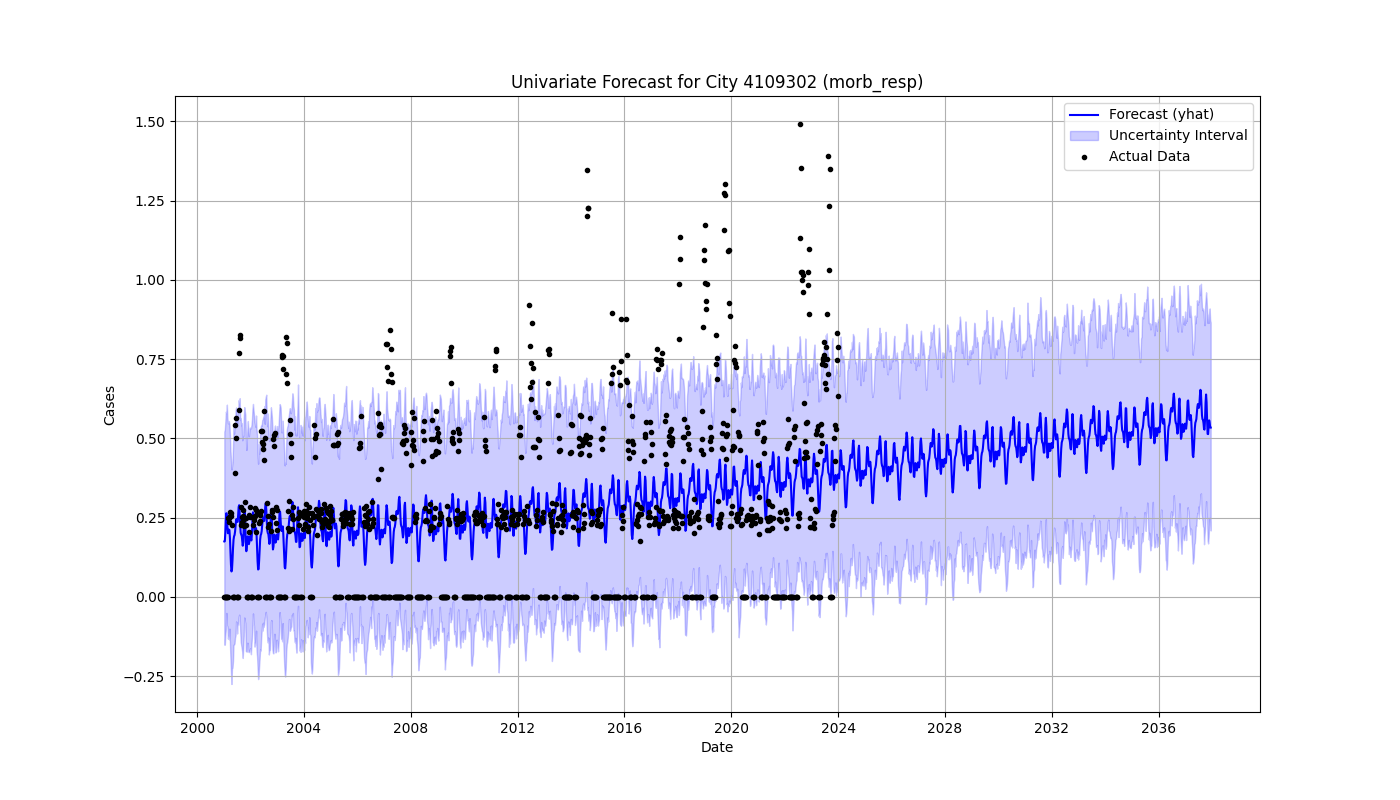 Univariate Forecast for City 4109302 (morb_resp)
Forecast (yhat)
Uncertainty Interval
Actual Data
1.50
1.25
1.00
0.75
0.50
0.25
0.00
−0.25
Cases
2000 2004 2008 2012 2016 2020 2024 2028 2032 2036
Date